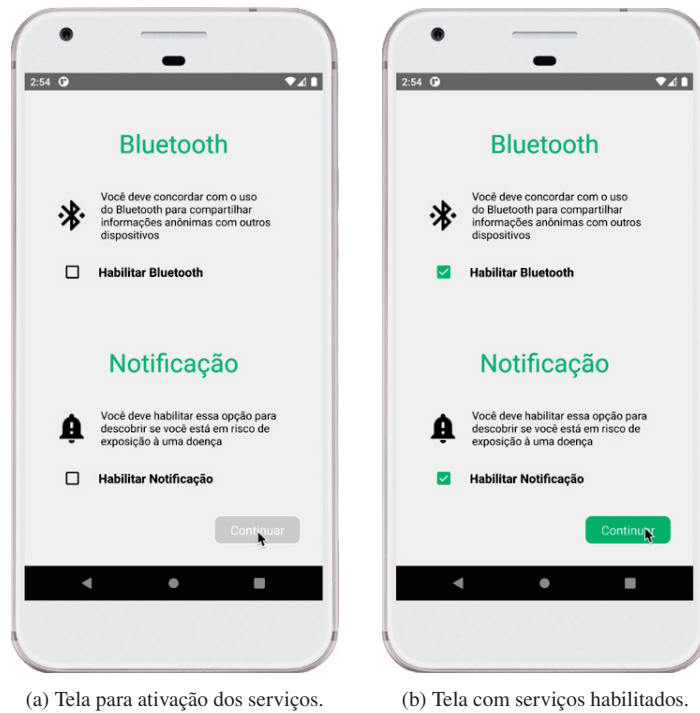 2:54
Bluetooth
Você deve concordar com o uso
do Bluetooth para compartilhar
informações anônimas com outros
dispositivos
Habilitar Bluetooth
Notificação
Você deve habilitar essa opção para
descobrir se você está em risco de
exposição à uma doença
Habilitar Notificação
Continuar
(a) Tela para ativação dos serviços.
2:54
Bluetooth
Você deve concordar com o uso
do Bluetooth para compartilhar
informações anônimas com outros
dispositivos
Habilitar Bluetooth
Notificação
Você deve habilitar essa opção para
descobrir se você está em risco de
exposição à uma doença
Habilitar Notificação
Continuar
(b) Tela com serviços habilitados.